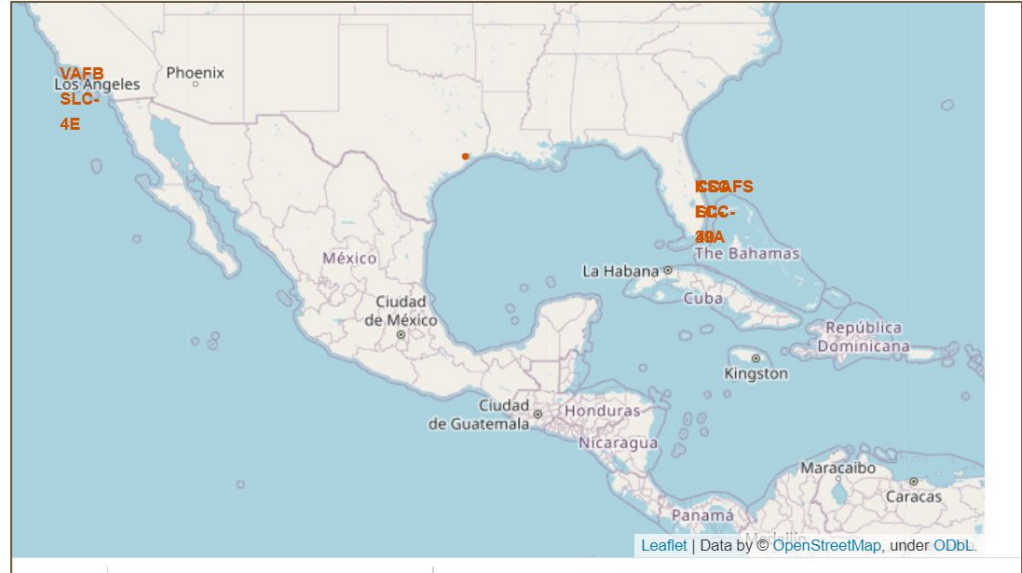 VAFB
SLC-
4E
Los Angeles
Phoenix
México
The Bahamas
La Habana
Cuba
Ciudad
de México
República
Dominicana
Kingston
Ciudad
de Guatemala
Honduras
Nicaragua
Maracaibo
Caracas
Panamá
Leaflet | Data by © OpenStreetMap, under ODbL.